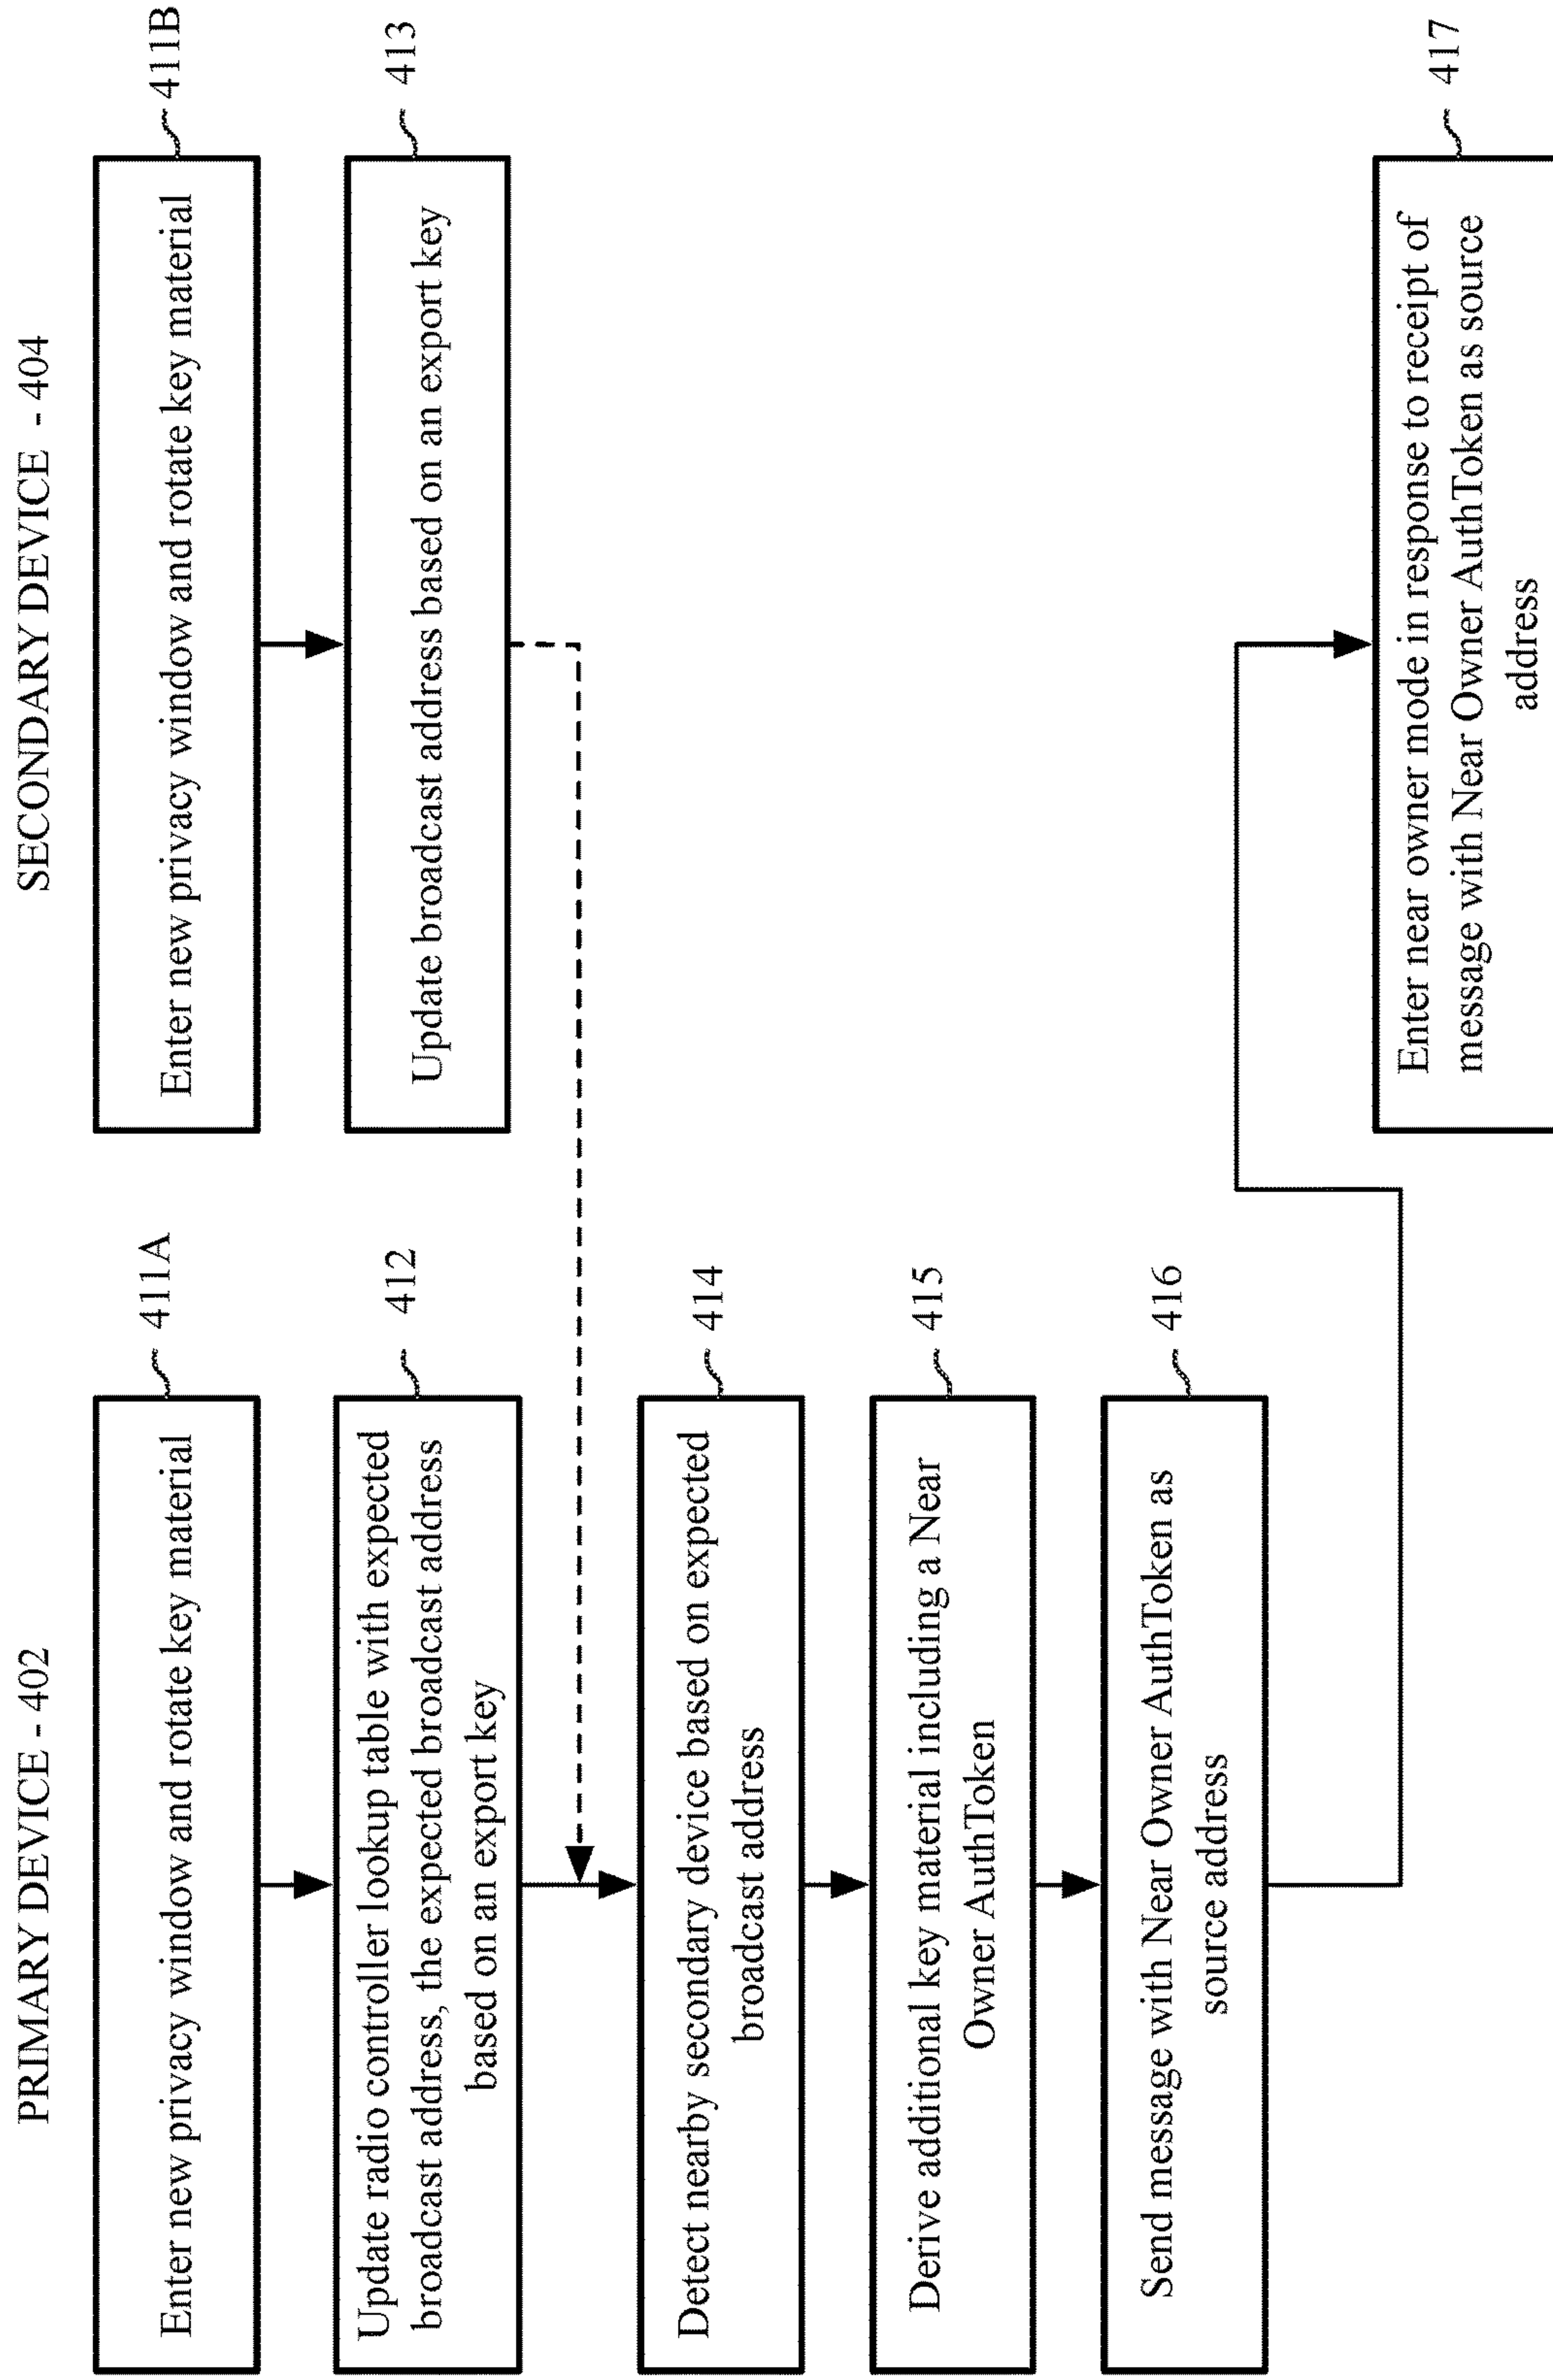 PRIMARY DEVICE - 402
SECONDARY DEVICE - 404
Enter new privacy window and rotate key material
411A
Enter new privacy window and rotate key material
411B
Update radio controller lookup table with expected
broadcast address, the expected broadcast address
based on an export key
412
Update broadcast address based on an export key
413
Detect nearby secondary device based on expected
broadcast address
414
Derive additional key material including a Near
Owner AuthToken
415
Send message with Near Owner AuthToken as
source address
416
Enter near owner mode in response to receipt of
message with Near Owner AuthToken as source
address
417